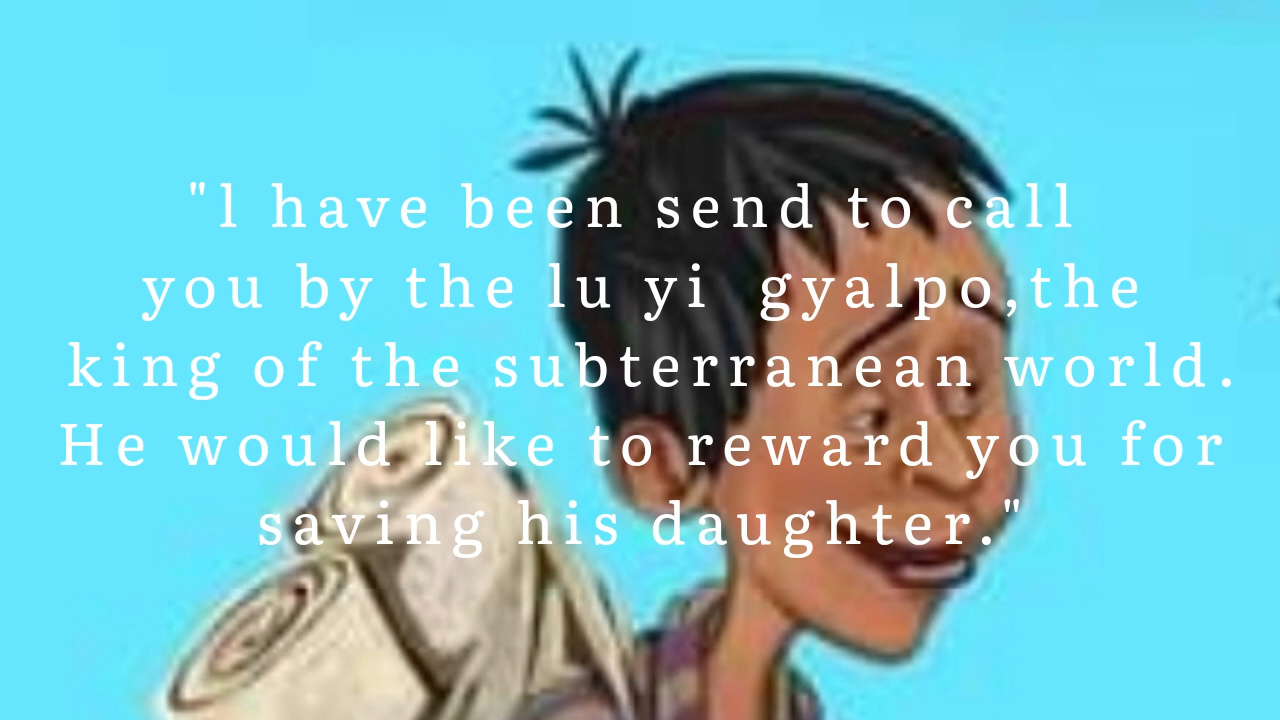 "l have been send to call
you by the lu yi  gyalpo,the
king of the subterranean world.
He would like to reward you for
saving his daughter."